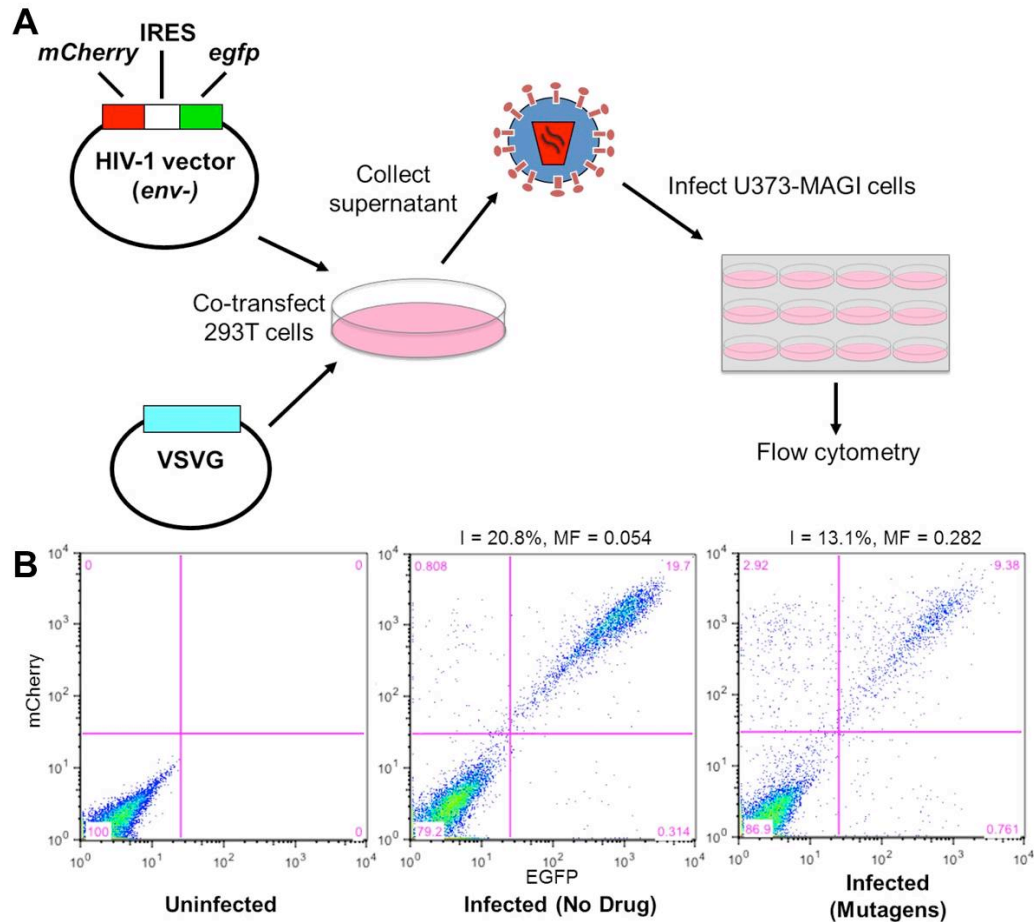 A
IRES
mCherry
egfp
HIV-1 vector
(env-)
Collect
supernatant
Infect U373-MAGI cells
Co-transfect
293T cells
VSVG
Flow cytometry
B
I = 20.8%, MF = 0.054
I = 13.1%, MF = 0.282
mCherry
10^4
10^3
10^2
10^1
10^0
0
0
100
0
10^0 10^1 10^2 10^3 10^4
Uninfected
10^4
10^3
10^2
10^1
10^0
0.808
19.7
79.2
0.314
10^0 10^1 10^2 10^3 10^4
EGFP
Infected (No Drug)
10^4
10^3
10^2
10^1
10^0
2.92
9.38
86.9
0.761
10^0 10^1 10^2 10^3 10^4
Infected
(Mutagens)